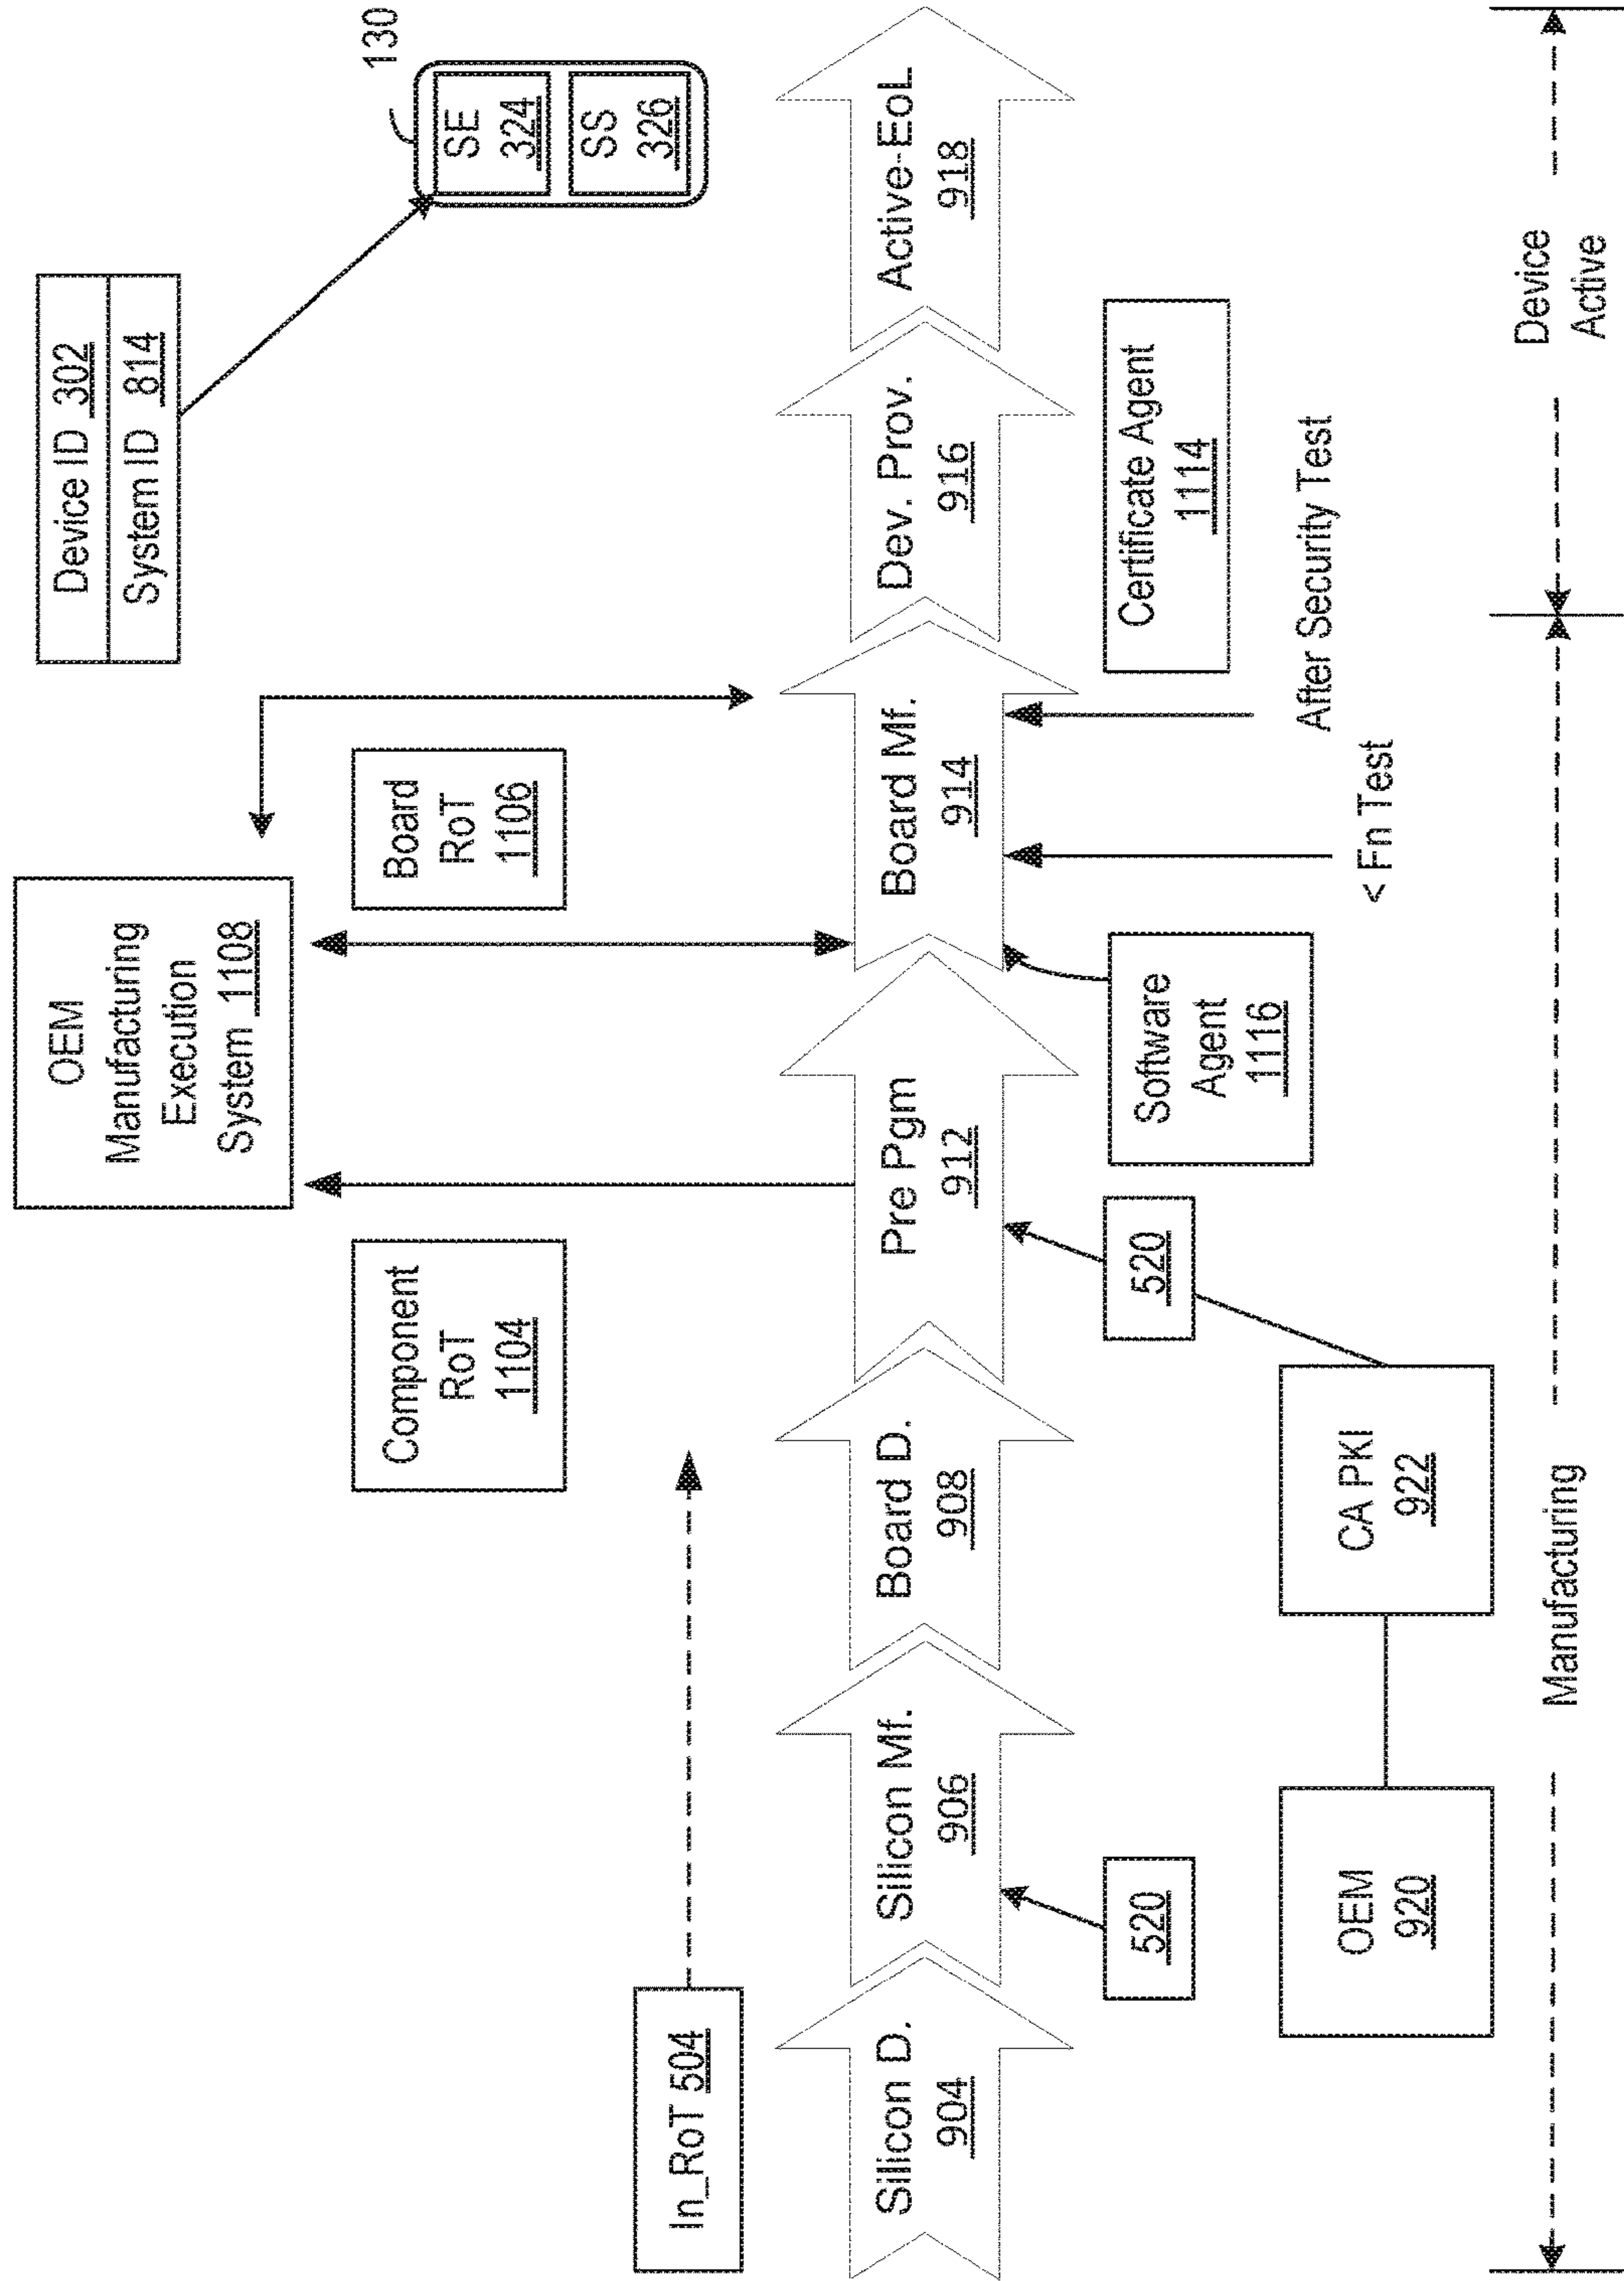 OEM
Manufacturing
Execution
System 1108
Device ID 302
System ID 814
130
SE
324
SS
326
Component
RoT
1104
Board
RoT
1106
In_RoT 504
Silicon D.
904
Silicon Mf.
906
Board D.
908
Pre Pgm
912
Board Mf.
914
Dev. Prov.
916
Active-EoL
918
520
520
Software
Agent
1116
Certificate Agent
1114
OEM
920
CA PKI
922
< Fn Test
After Security Test
Manufacturing
Device
Active